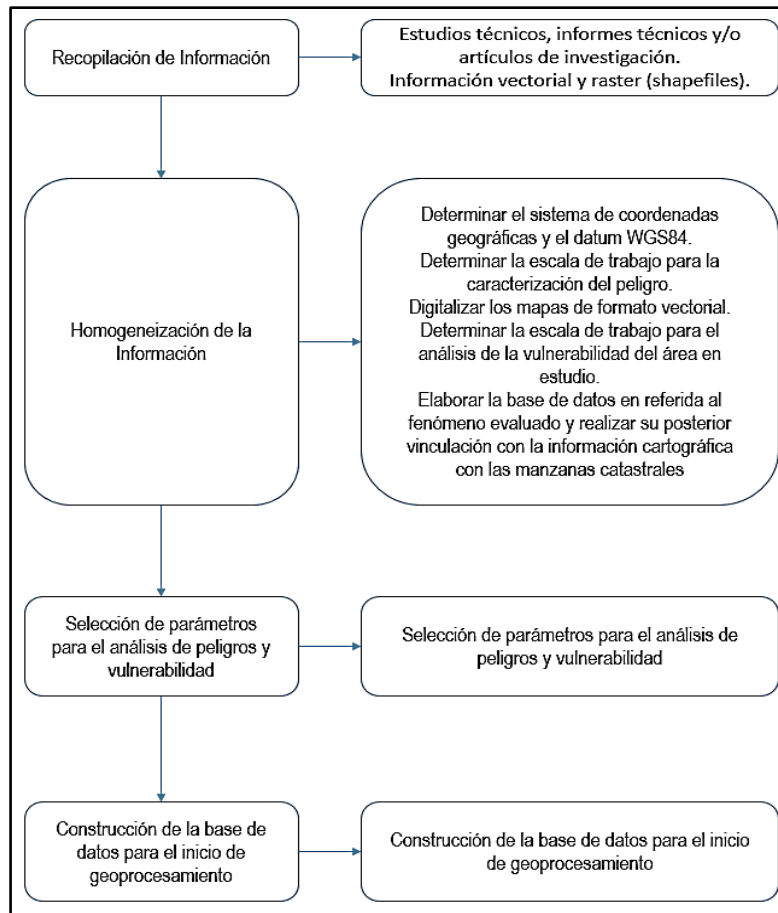 Recopilación de Información
Estudios técnicos, informes técnicos y/o
artículos de investigación.
Información vectorial y raster (shapefiles).
Homogeneización de la
Información
Determinar el sistema de coordenadas
geográficas y el datum WGS84.
Determinar la escala de trabajo para la
caracterización del peligro.
Digitalizar los mapas de formato vectorial.
Determinar la escala de trabajo para el
análisis de la vulnerabilidad del área en
estudio.
Elaborar la base de datos en referida al
fenómeno evaluado y realizar su posterior
vinculación con la información cartográfica
con las manzanas catastrales
Selección de parámetros
para el análisis de peligros y
vulnerabilidad
Selección de parámetros para el análisis de
peligros y vulnerabilidad
Construcción de la base de
datos para el inicio de
geoprocesamiento
Construcción de la base de datos para el inicio
de geoprocesamiento